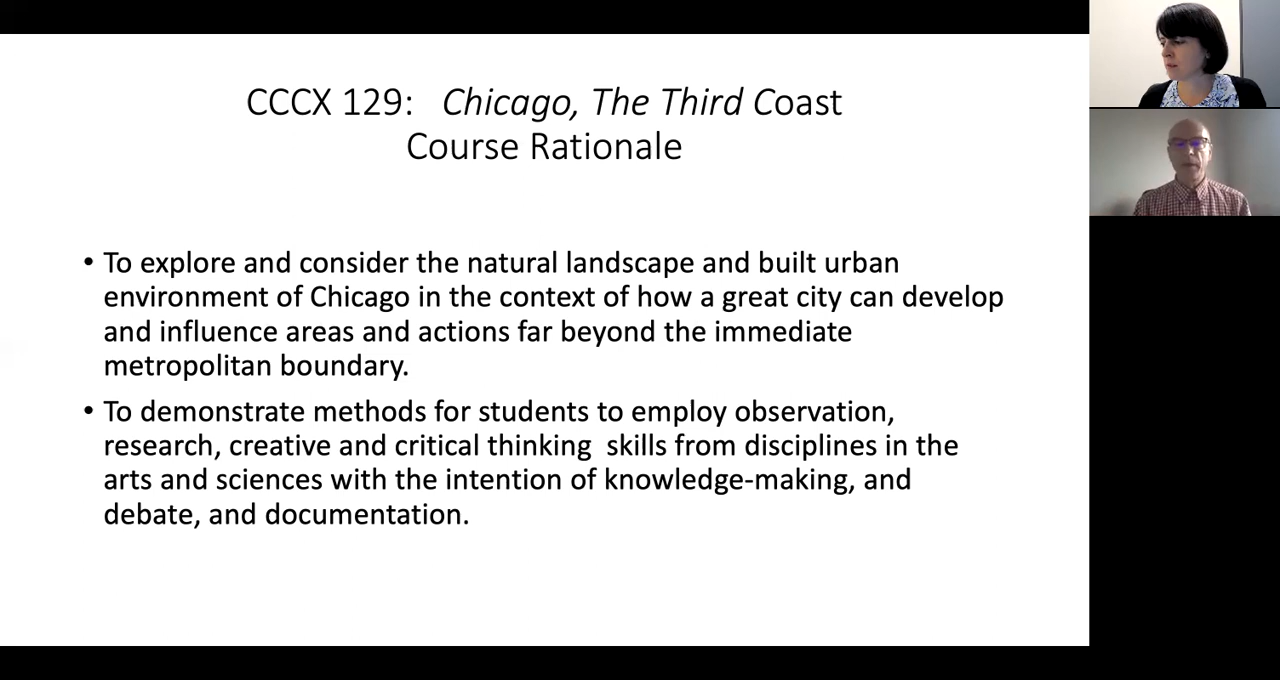 CCCX 129: Chicago, The Third Coast
Course Rationale
• To explore and consider the natural landscape and built urban
environment of Chicago in the context of how a great city can develop
and influence areas and actions far beyond the immediate
metropolitan boundary.
• To demonstrate methods for students to employ observation,
research, creative and critical thinking  skills from disciplines in the
arts and sciences with the intention of knowledge-making, and
debate, and documentation.